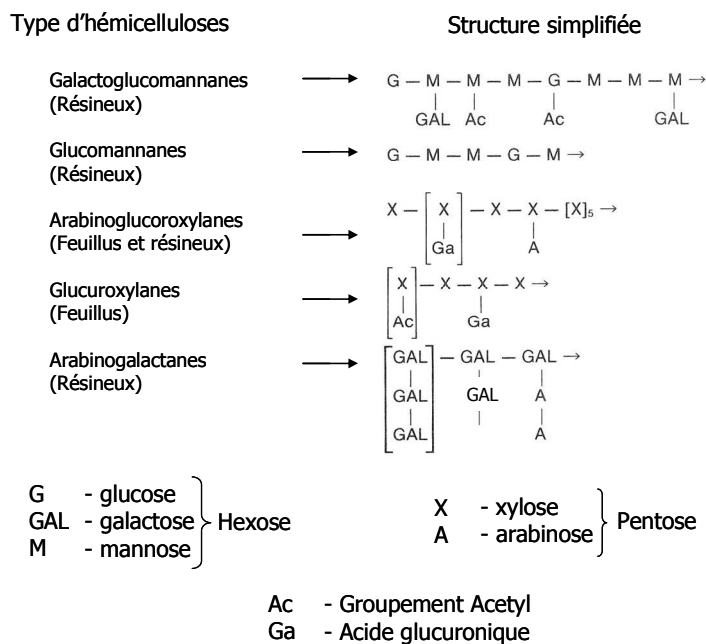 Type d'hémicelluloses
Structure simplifiée
Galactoglucomannanes
(Résineux)
G – M – M – M – G – M – M – M →
GAL Ac Ac GAL
Glucomannanes
(Résineux)
G – M – M – G – M →
Arabinoglucoroxylanes
(Feuillus et résineux)
X – [X] – X – X – [X]₅ →
Ga A
Glucuroxylanes
(Feuillus)
[X] – X – X – X →
Ac Ga
Arabinogalactanes
(Résineux)
[GAL] – GAL – GAL →
GAL GAL A
GAL A
G - glucose
GAL - galactose
M - mannose
Hexose
X - xylose
A - arabinose
Pentose
Ac - Groupement Acetyl
Ga - Acide glucuronique